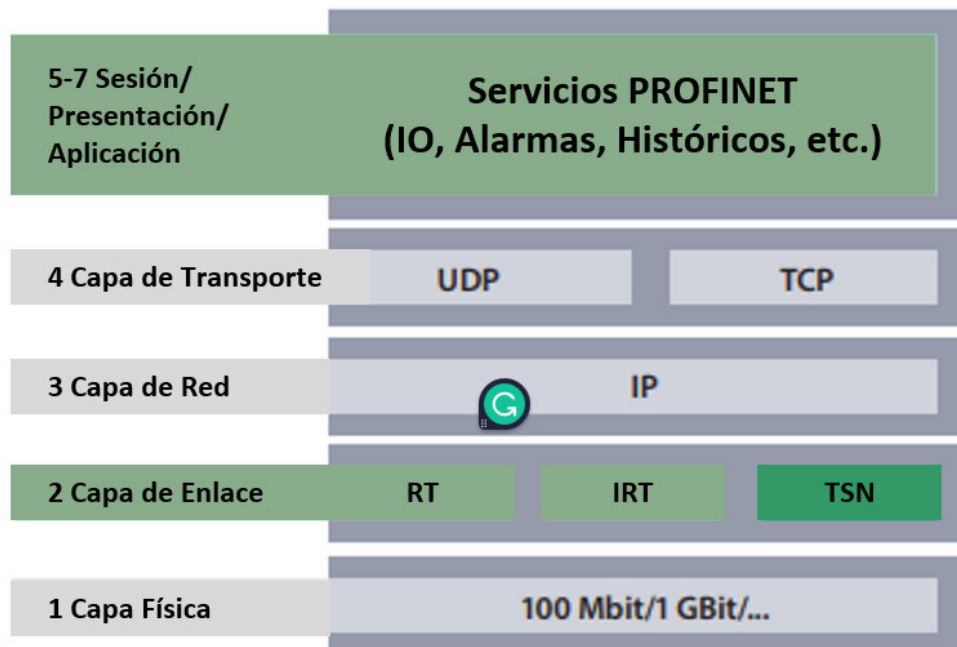 5-7 Sesión/
Presentación/
Aplicación
Servicios PROFINET
(IO, Alarmas, Históricos, etc.)
4 Capa de Transporte
UDP
TCP
3 Capa de Red
IP
2 Capa de Enlace
RT
IRT
TSN
1 Capa Física
100 Mbit/1 GBit/...